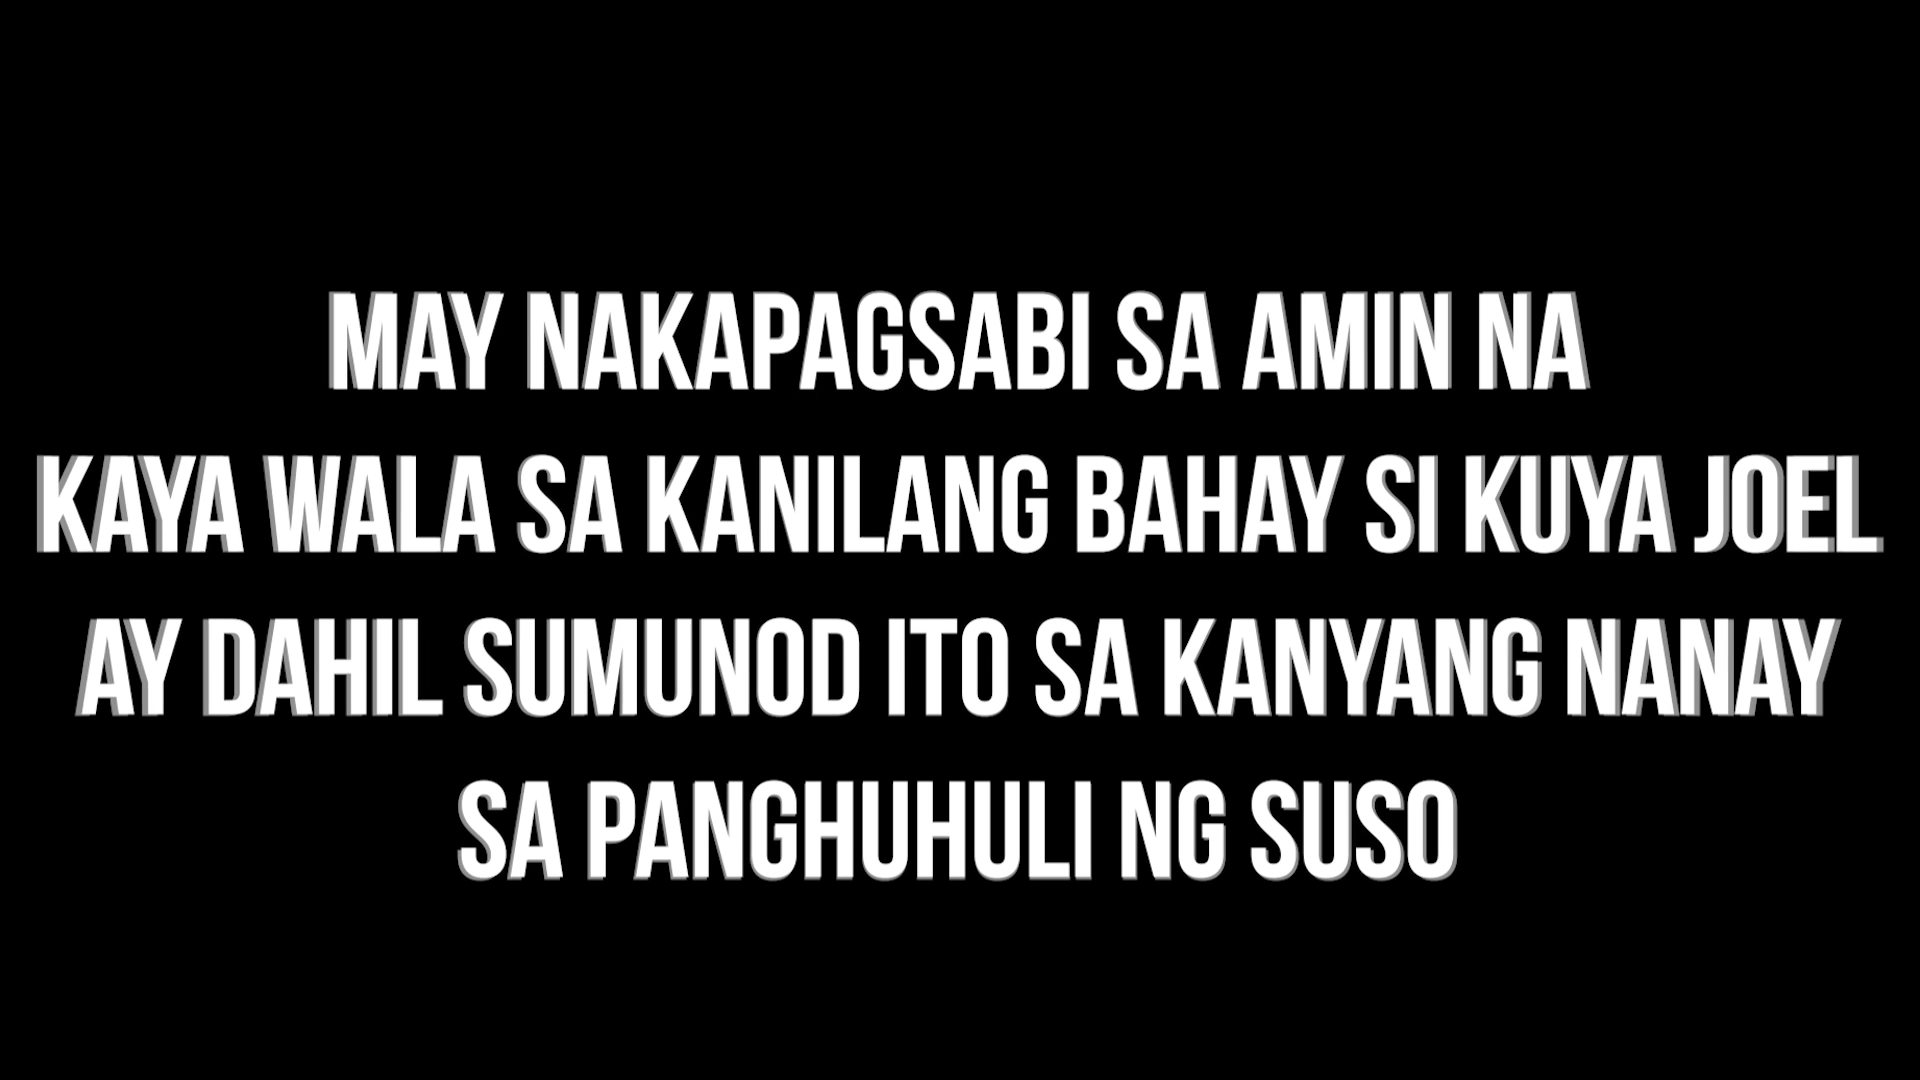 MAY NAKAPAGSABI SA AMIN NA
KAYA WALA SA KANILANG BAHAY SI KUYA JOEL
AY DAHIL SUMUNOD ITO SA KANYANG NANAY
SA PANGHUHULI NG SUSO